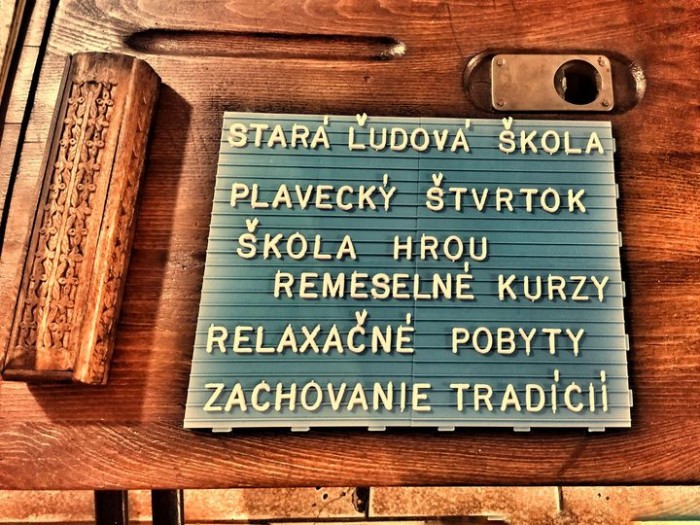 STARÁ ĽUDOVÁ ŠKOLA
PLAVECKÝ ŠTVRTOK
ŠKOLA HROU
REMESELNÉ KURZY
RELAXAČNÉ POBYTY
ZACHOVANIE TRADÍCIÍ